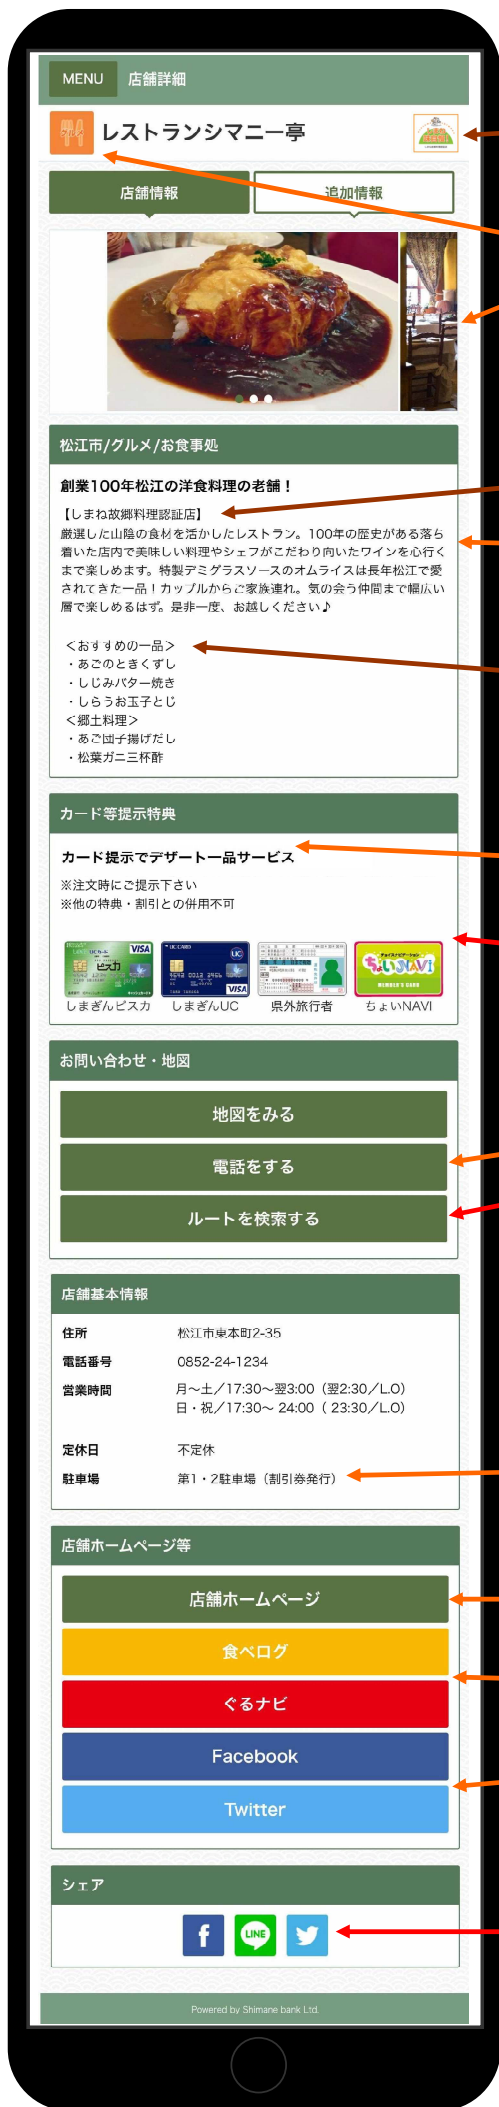 MENU 店舗詳細
レストランシマニー亭
店舗情報 追加情報
松江市/グルメ/お食事処
創業100年松江の洋食料理の老舗！
【しまね故郷料理認証店】
厳選した山陰の食材を活かしたレストラン。100年の歴史がある落ち
着いた店内で美味しい料理やシェフがこだわり向いたワインを心行く
まで楽しめます。特製デミグラスソースのオムライスは長年松江で愛
されてきた一品！カップルからご家族連れ。気の会う仲間まで幅広い
層で楽しめるはず。是非一度、お越しください♪
＜おすすめの一品＞
・あごのときくずし
・しじみバター焼き
・しらうお玉子とじ
＜郷土料理＞
・あご団子揚げだし
・松葉ガニ三杯酢
カード等提示特典
カード提示でデザート一品サービス
※注文時にご提示下さい
※他の特典・割引との併用不可
VISA UC VISA ちょいNAVI
しまぎんピスカ しまぎんUC 県外旅行者 ちょいNAVI
お問い合わせ・地図
地図をみる
電話をする
ルートを検索する
店舗基本情報
住所 松江市東本町2-35
電話番号 0852-24-1234
営業時間 月〜土／17:30〜翌3:00（翌2:30／L.O）
日・祝／17:30〜 24:00（ 23:30／L.O）
定休日 不定休
駐車場 第1・2駐車場（割引券発行）
店舗ホームページ等
店舗ホームページ
食べログ
ぐるナビ
Facebook
Twitter
シェア
f LINE
Powered by Shimane bank Ltd.